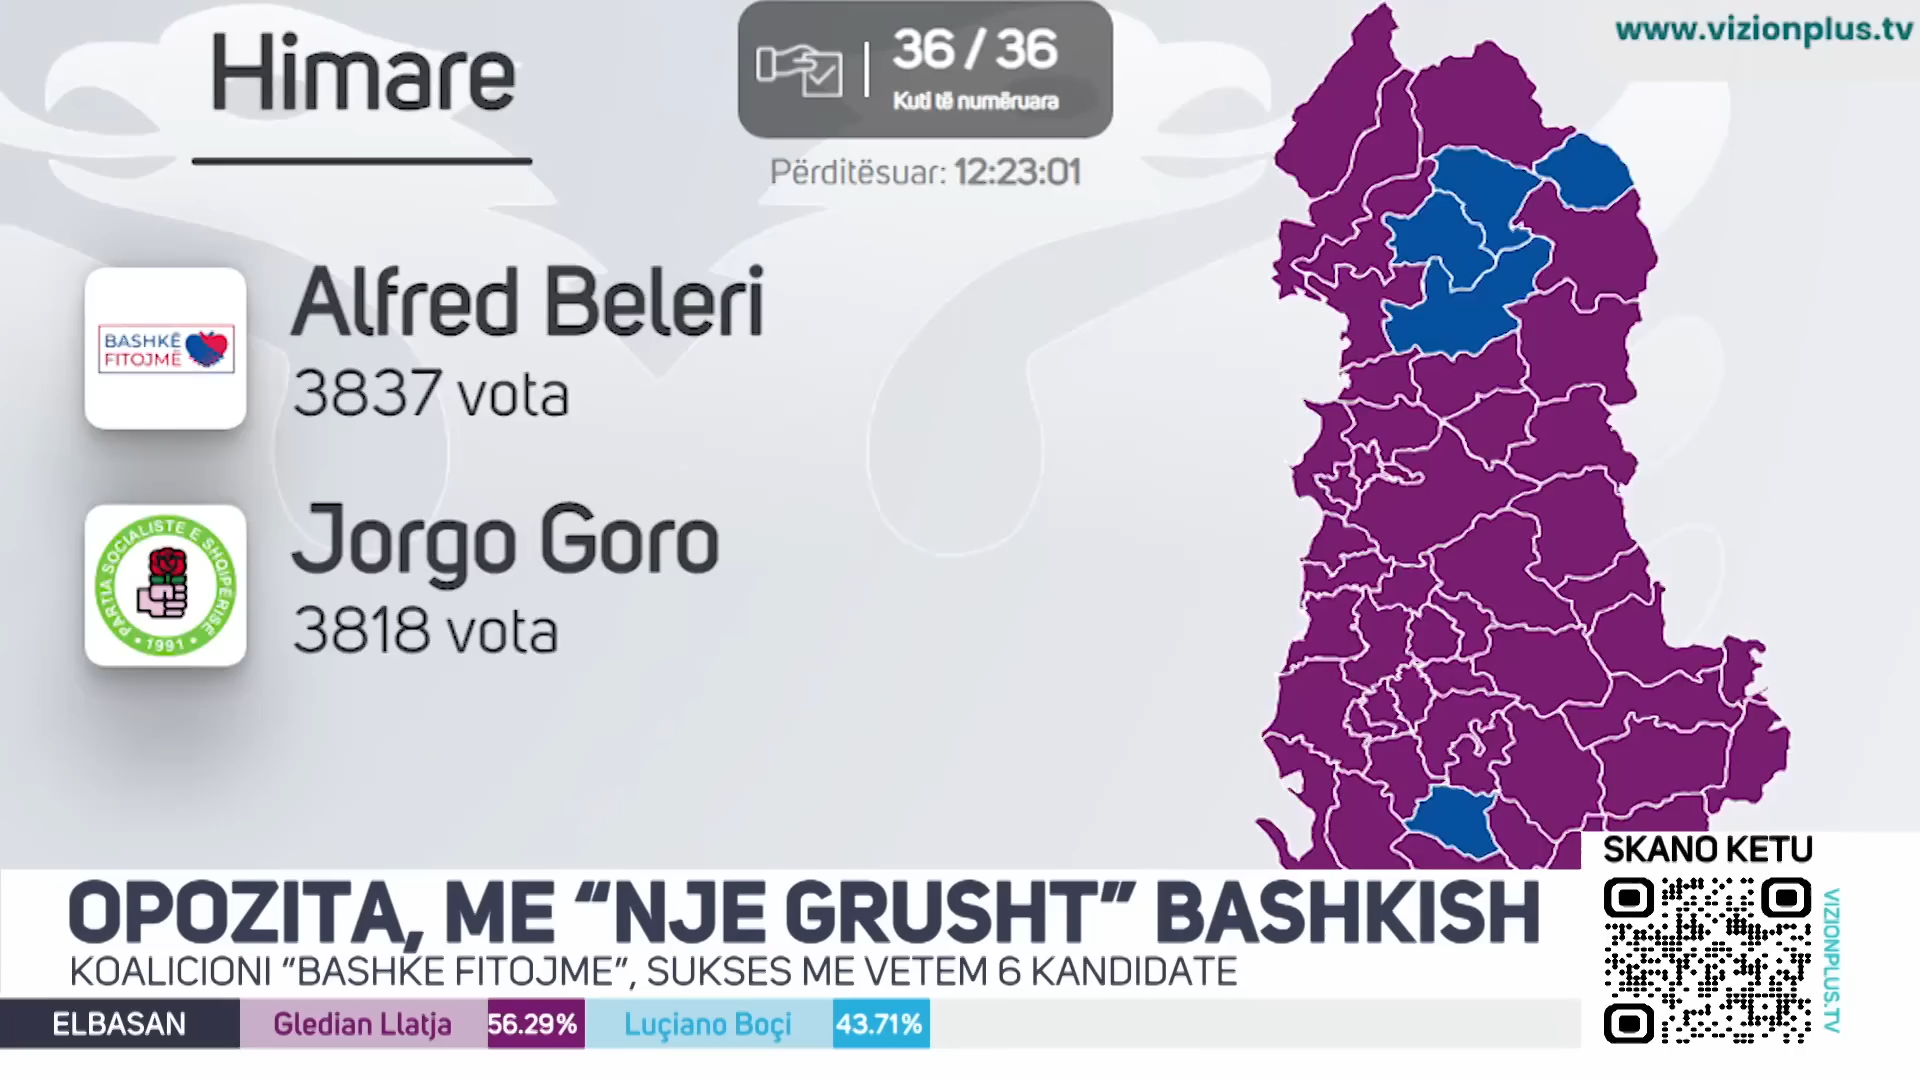 Himare
36 / 36
Kuti të numëruara
Përditësuar: 12:23:01
www.vizionplus.tv
BASHKË
FITOJMË
Alfred Beleri
3837 vota
PARTIA SOCIALISTE E SHQIPËRISË
• 1991 •
Jorgo Goro
3818 vota
OPOZITA, ME “NJE GRUSHT” BASHKISH
KOALICIONI “BASHKE FITOJME”, SUKSES ME VETEM 6 KANDIDATE
ELBASAN Gledian Llatja 56.29% Luçiano Boçi 43.71%
SKANO KETU
VIZIONPLUS.TV